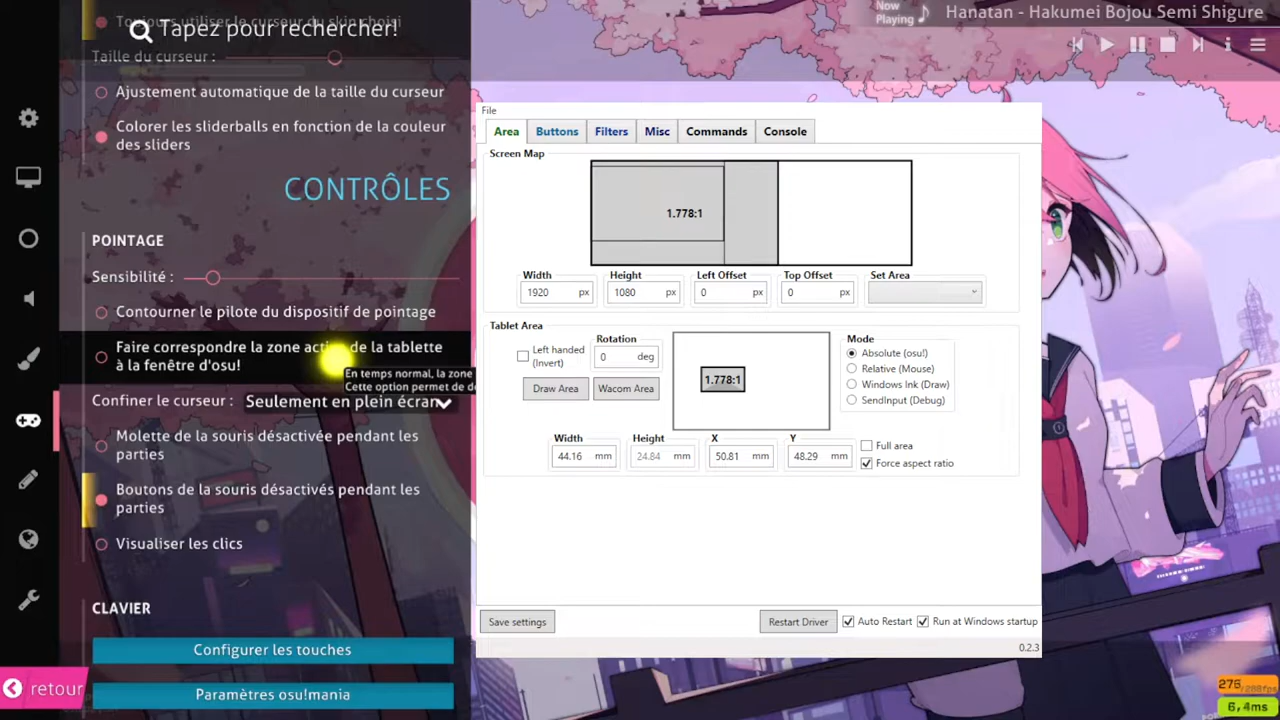 Toujours utiliser le curseur du skin choisi
Tapez pour rechercher!
Taille du curseur :
Ajustement automatique de la taille du curseur
Colorer les sliderballs en fonction de la couleur
des sliders
CONTRÔLES
POINTAGE
Sensibilité :
Contourner le pilote du dispositif de pointage
Faire correspondre la zone active de la tablette
à la fenêtre d'osu!
En temps normal, la zone
Cette option permet de d
Confiner le curseur : Seulement en plein écran
Molette de la souris désactivée pendant les
parties
Boutons de la souris désactivés pendant les
parties
Visualiser les clics
CLAVIER
Configurer les touches
Paramètres osu!mania
retour
Now
Playing
Hanatan - Hakumei Bojou Semi Shigure
File
Area Buttons Filters Misc Commands Console
Screen Map
1.778:1
Width Height Left Offset Top Offset Set Area
1920 px 1080 px 0 px 0 px
Tablet Area
Left handed
(Invert)
Rotation
0 deg
Draw Area Wacom Area
1.778:1
Mode
Absolute (osu!)
Relative (Mouse)
Windows Ink (Draw)
SendInput (Debug)
Width Height X Y
44.16 mm 24.84 mm 50.81 mm 48.29 mm
Full area
Force aspect ratio
Save settings Restart Driver Auto Restart Run at Windows startup
0.2.3
6,4ms